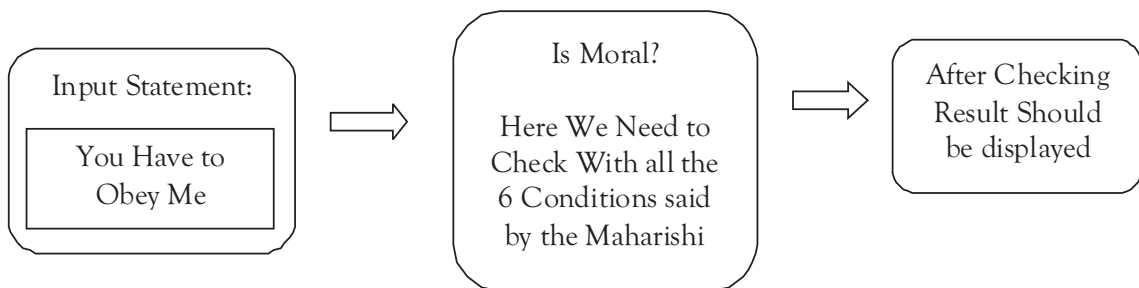 Input Statement:
You Have to
Obey Me
Is Moral?
Here We Need to
Check With all the
6 Conditions said
by the Maharishi
After Checking
Result Should
be displayed